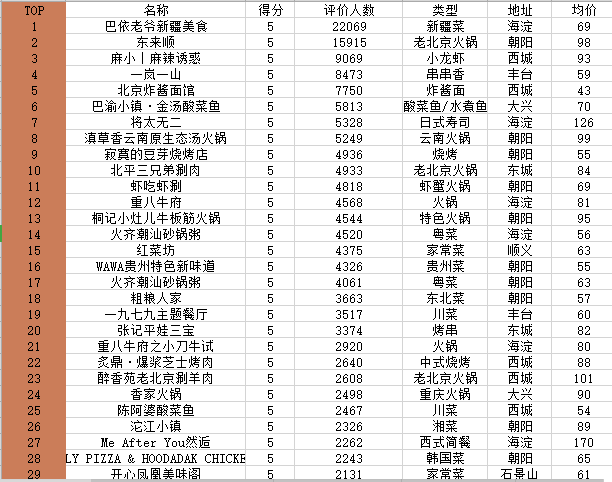 TOP 名称 得分 评价人数 类型 地址 均价
1 巴依老爷新疆美食 5 22069 新疆菜 海淀 69
2 东来顺 5 15915 老北京火锅 朝阳 98
3 麻小丨麻辣诱惑 5 9069 小龙虾 西城 93
4 一岚一山 5 8473 串串香 丰台 59
5 北京炸酱面馆 5 7750 炸酱面 西城 43
6 巴渝小镇·金汤酸菜鱼 5 5813 酸菜鱼/水煮鱼 大兴 70
7 将太无二 5 5328 日式寿司 海淀 126
8 滇草香云南原生态汤火锅 5 5249 云南火锅 朝阳 99
9 寂寞的豆芽烧烤店 5 4936 烧烤 朝阳 55
10 北平三兄弟涮肉 5 4933 老北京火锅 东城 84
11 虾吃虾涮 5 4818 虾蟹火锅 朝阳 69
12 重八牛府 5 4568 火锅 海淀 81
13 桐记小灶儿牛板筋火锅 5 4544 特色火锅 朝阳 95
14 火齐潮汕砂锅粥 5 4520 粤菜 海淀 56
15 红菜坊 5 4375 家常菜 顺义 63
16 WAWA贵州特色新味道 5 4326 贵州菜 朝阳 55
17 火齐潮汕砂锅粥 5 4061 粤菜 朝阳 63
18 粗粮人家 5 3663 东北菜 朝阳 57
19 一九七九主题餐厅 5 3517 川菜 丰台 60
20 张记平娃三宝 5 3374 烤串 东城 82
21 重八牛府之小刀牛试 5 2920 火锅 海淀 80
22 炙鼎·爆浆芝士烤肉 5 2640 中式烧烤 西城 88
23 醉香苑老北京涮羊肉 5 2608 老北京火锅 西城 101
24 香家火锅 5 2498 重庆火锅 大兴 90
25 陈阿婆酸菜鱼 5 2467 川菜 西城 54
26 沱江小镇 5 2326 湘菜 朝阳 89
27 Me After You然逅 5 2262 西式简餐 海淀 170
28 LY PIZZA & HOODADAK CHICKE 5 2243 韩国菜 朝阳 65
29 开心凤凰美味阁 5 2131 家常菜 石景山 61